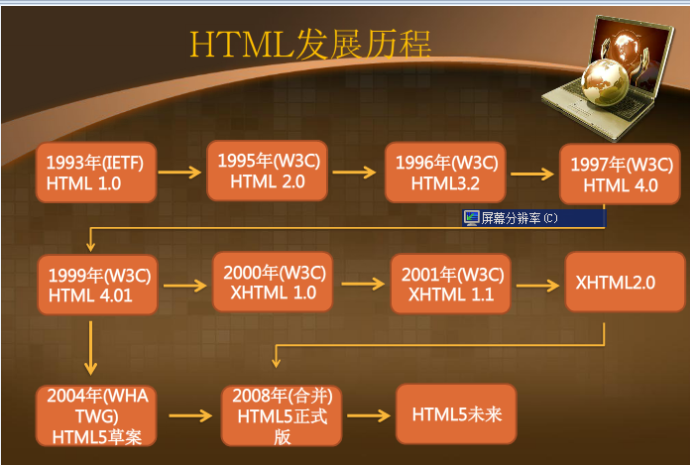 HTML发展历程
1993年(IETF)
HTML 1.0
1995年(W3C)
HTML 2.0
1996年(W3C)
HTML3.2
1997年(W3C)
HTML 4.0
屏幕分辨率(C)
1999年(W3C)
HTML 4.01
2000年(W3C)
XHTML 1.0
2001年(W3C)
XHTML 1.1
XHTML2.0
2004年(WHA
TWG)
HTML5草案
2008年(合并)
HTML5正式
版
HTML5未来